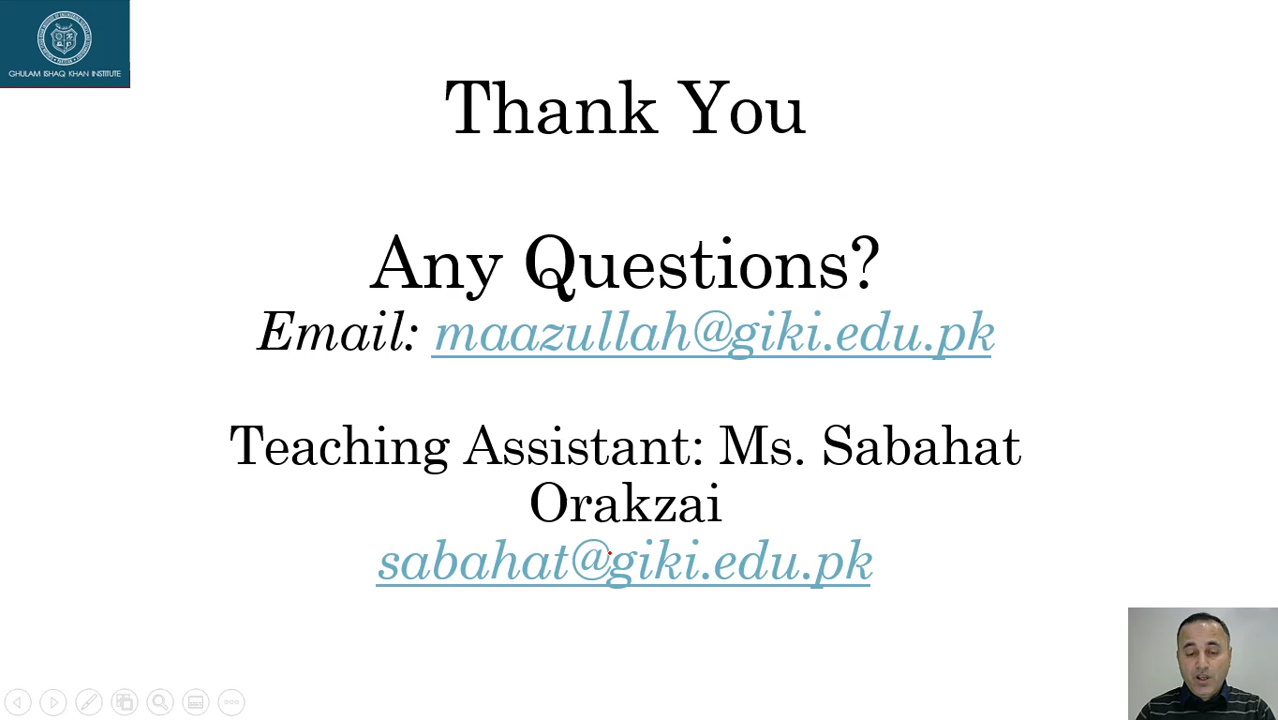 GHULAM ISHAQ KHAN INSTITUTE
Thank You
Any Questions?
Email: maazullah@giki.edu.pk
Teaching Assistant: Ms. Sabahat
Orakzai
sabahat@giki.edu.pk